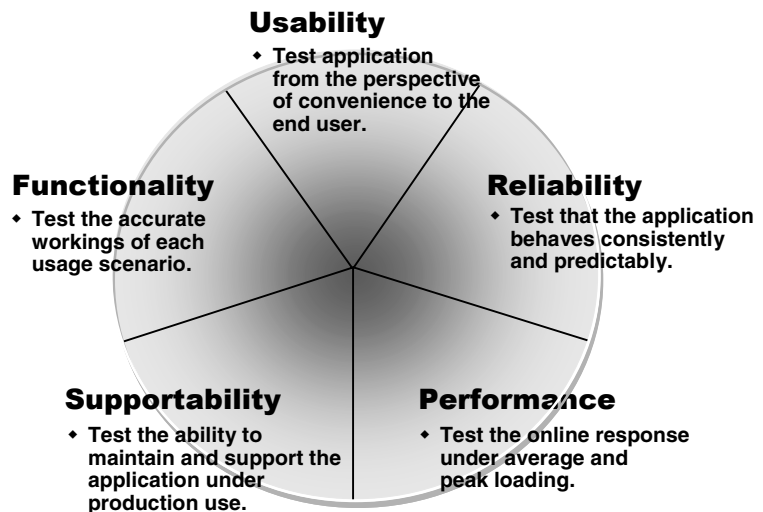 Usability
◆ Test application
from the perspective
of convenience to the
end user.
Functionality
◆ Test the accurate
workings of each
usage scenario.
Reliability
◆ Test that the application
behaves consistently
and predictably.
Supportability
◆ Test the ability to
maintain and support the
application under
production use.
Performance
◆ Test the online response
under average and
peak loading.